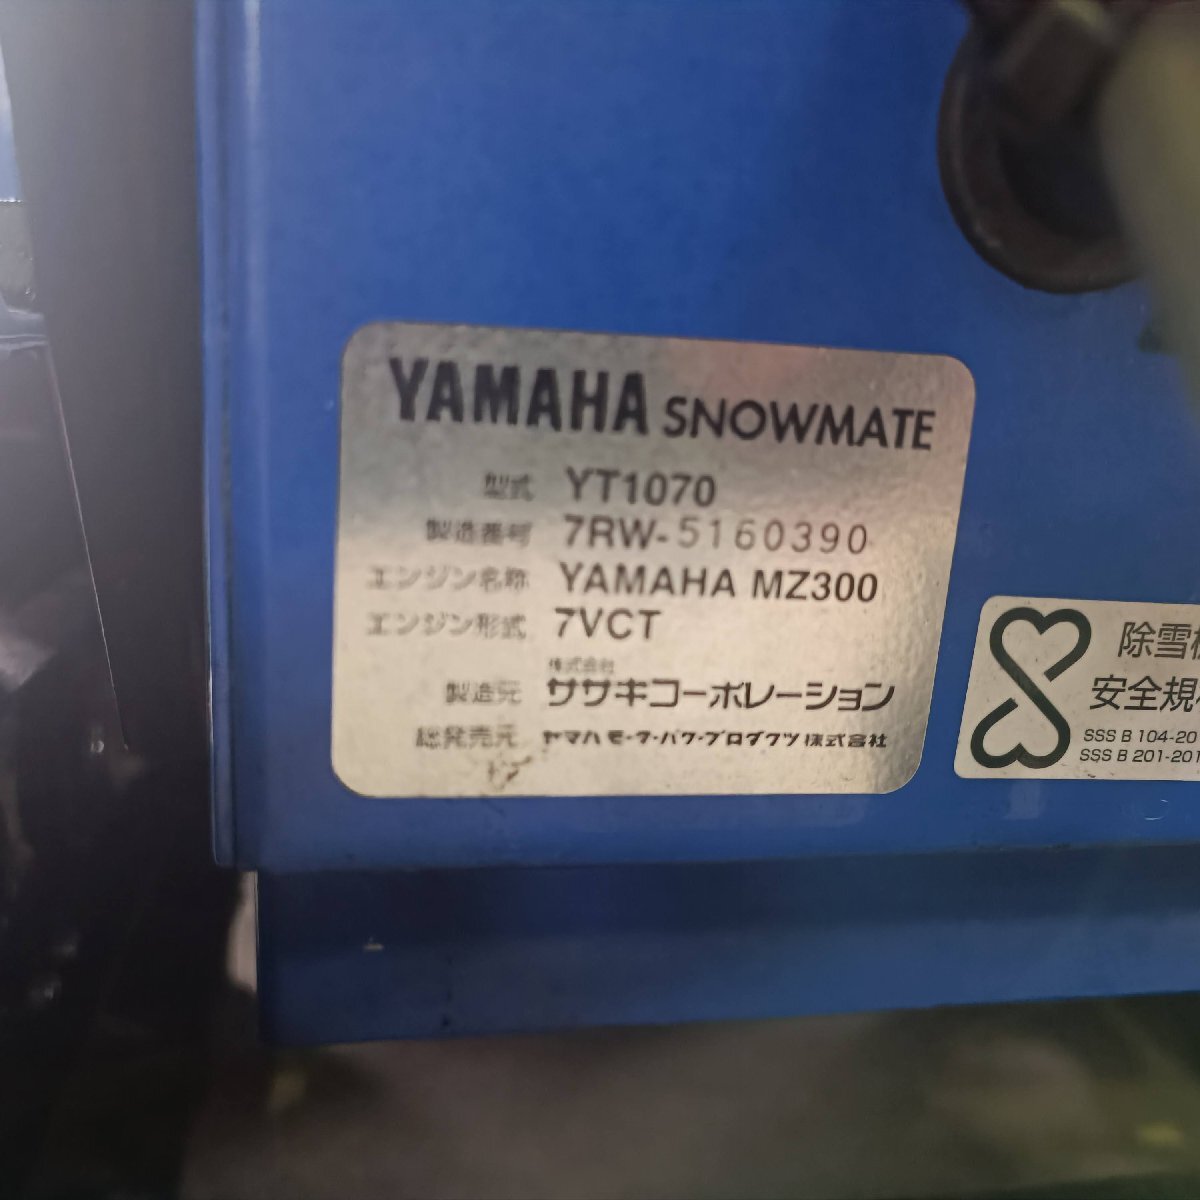 YAMAHA SNOWMATE
型式 YT1070
製造番号 7RW-5160390
エンジン名称 YAMAHA MZ300
エンジン形式 7VCT
株式会社
製造元 ササキコーポレーション
総発売元 ヤマハモーターパワープロダクツ株式会社
除雪機
安全規格
SSS B 104-201
SSS B 201-201